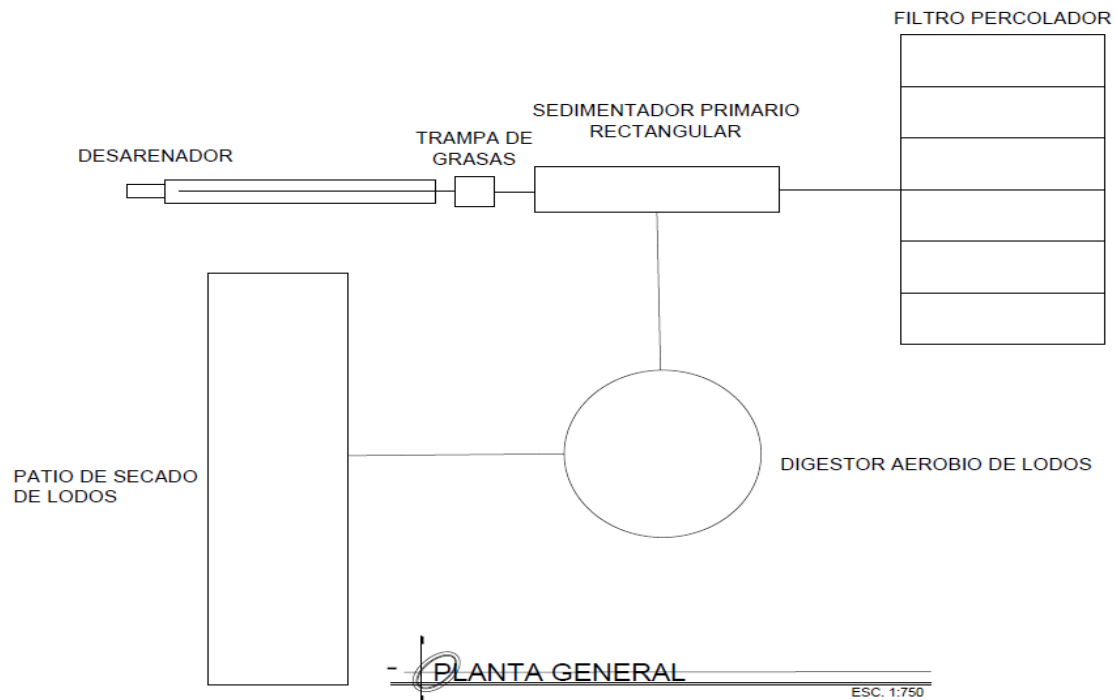 FILTRO PERCOLADOR
SEDIMENTADOR PRIMARIO
RECTANGULAR
TRAMPA DE
GRASAS
DESARENADOR
PATIO DE SECADO
DE LODOS
DIGESTOR AEROBIO DE LODOS
PLANTA GENERAL
ESC. 1:750